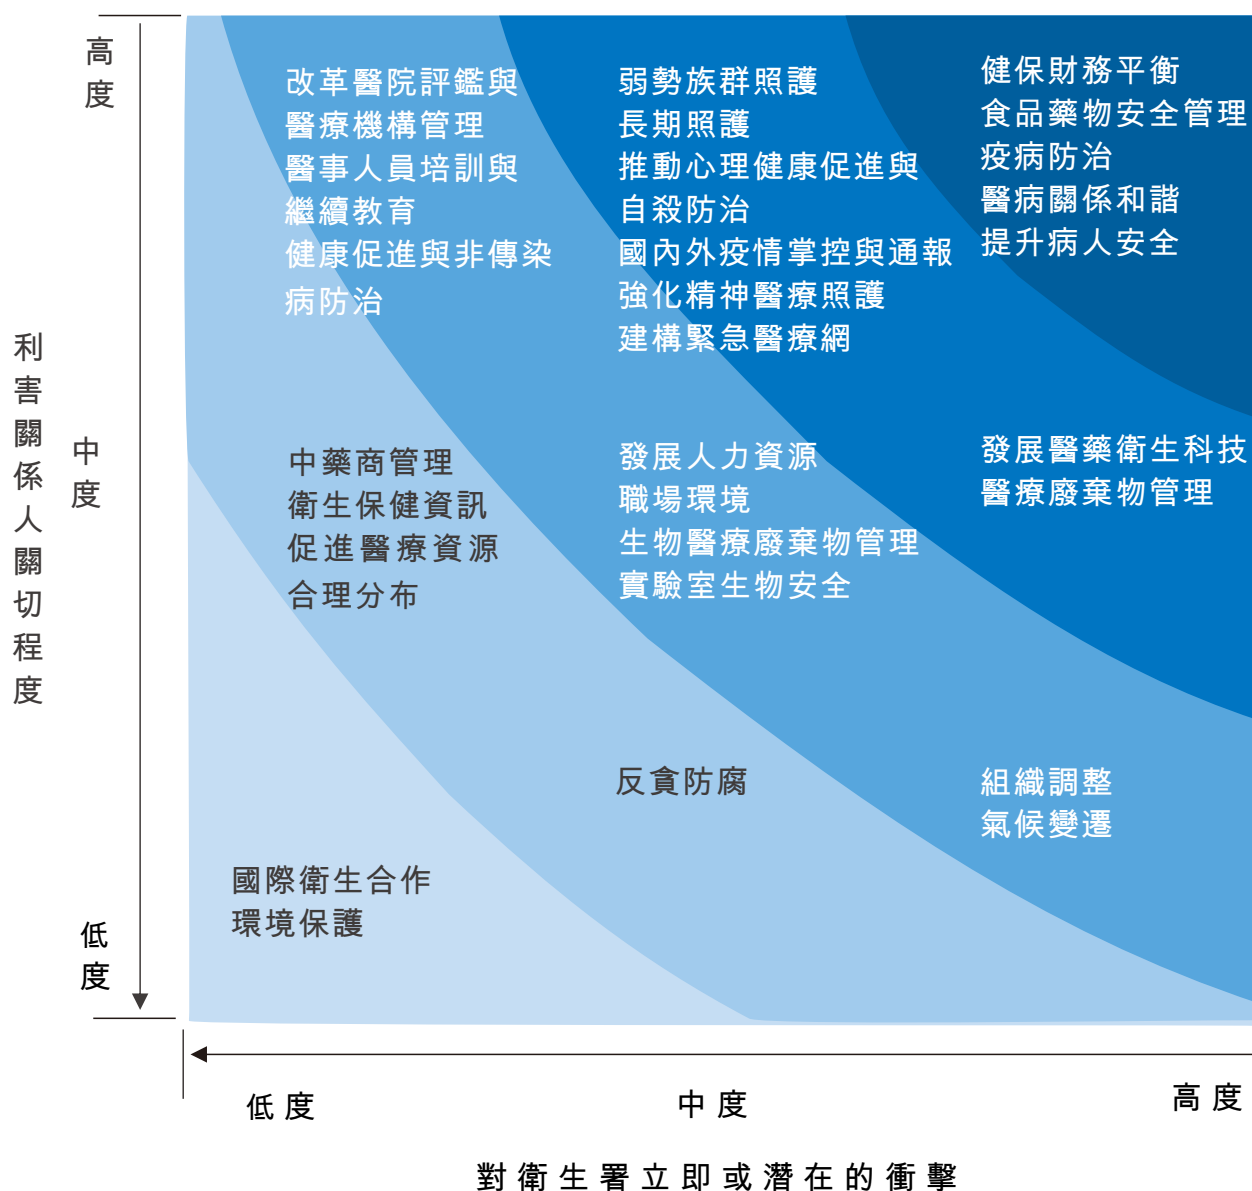 高度
改革醫院評鑑與
醫療機構管理
醫事人員培訓與
繼續教育
健康促進與非傳染
病防治
弱勢族群照護
長期照護
推動心理健康促進與
自殺防治
國內外疫情掌控與通報
強化精神醫療照護
建構緊急醫療網
健保財務平衡
食品藥物安全管理
疫病防治
醫病關係和諧
提升病人安全
利害關係人關切程度
中度
中藥商管理
衛生保健資訊
促進醫療資源
合理分布
發展人力資源
職場環境
生物醫療廢棄物管理
實驗室生物安全
發展醫藥衛生科技
醫療廢棄物管理
低度
國際衛生合作
環境保護
反貪防腐
組織調整
氣候變遷
低度
中度
高度
對衛生署立即或潛在的衝擊